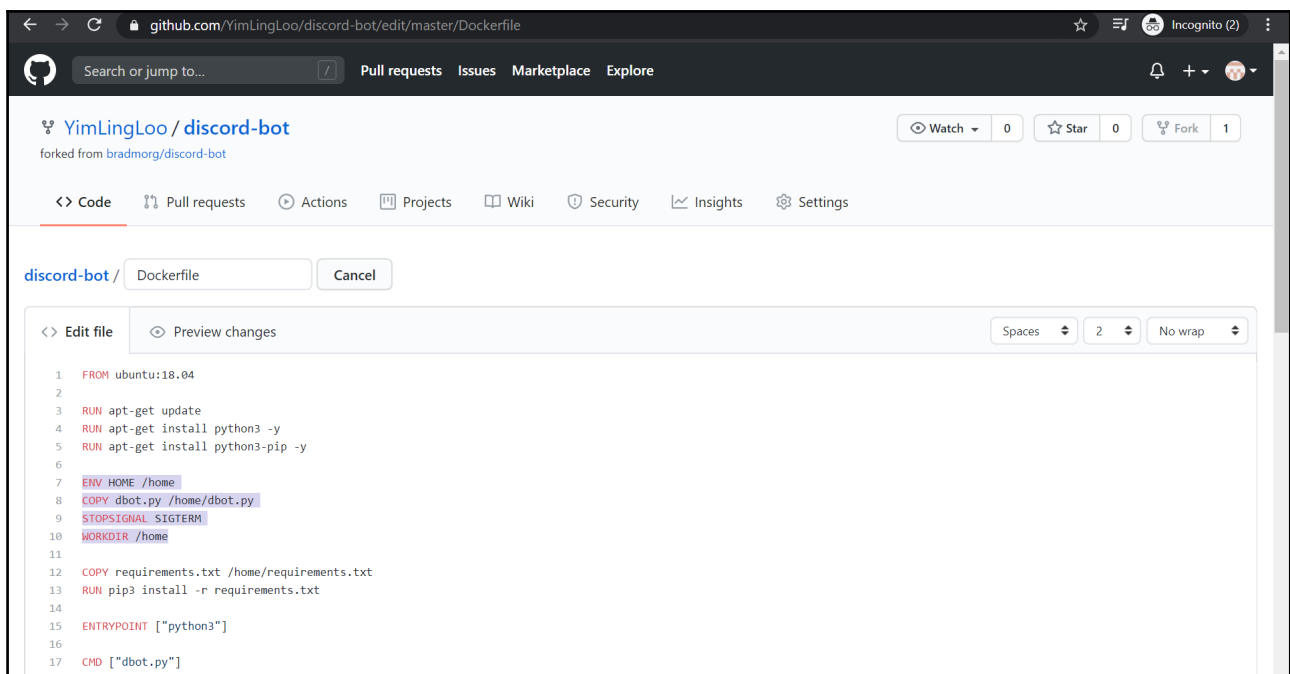 github.com/YimLingLoo/discord-bot/edit/master/Dockerfile Incognito (2)
Search or jump to... / Pull requests Issues Marketplace Explore
YimLingLoo / discord-bot Watch 0 Star 0 Fork 1
forked from bradmorg/discord-bot
<> Code Pull requests Actions Projects Wiki Security Insights Settings
discord-bot / Dockerfile Cancel
<> Edit file Preview changes Spaces 2 No wrap
1 FROM ubuntu:18.04
2
3 RUN apt-get update
4 RUN apt-get install python3 -y
5 RUN apt-get install python3-pip -y
6
7 ENV HOME /home
8 COPY dbot.py /home/dbot.py
9 STOPSIGNAL SIGTERM
10 WORKDIR /home
11
12 COPY requirements.txt /home/requirements.txt
13 RUN pip3 install -r requirements.txt
14
15 ENTRYPOINT ["python3"]
16
17 CMD ["dbot.py"]